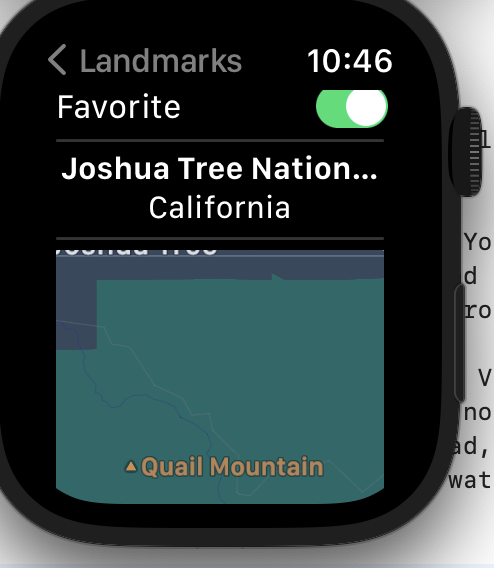 Landmarks 10:46
Favorite
Joshua Tree Nation...
California
Joshua Tree
Quail Mountain
Yo
d
ro
V
no
ad,
wat